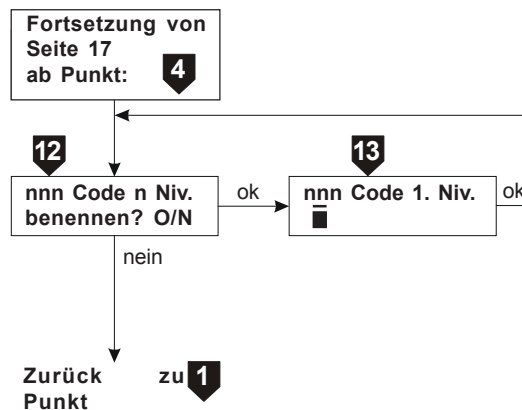 Fortsetzung von
Seite 17
ab Punkt: 4
12
13
nnn Code n Niv.
benennen? O/N
ok
nnn Code 1. Niv.
ok
nein
Zurück zu 1
Punkt